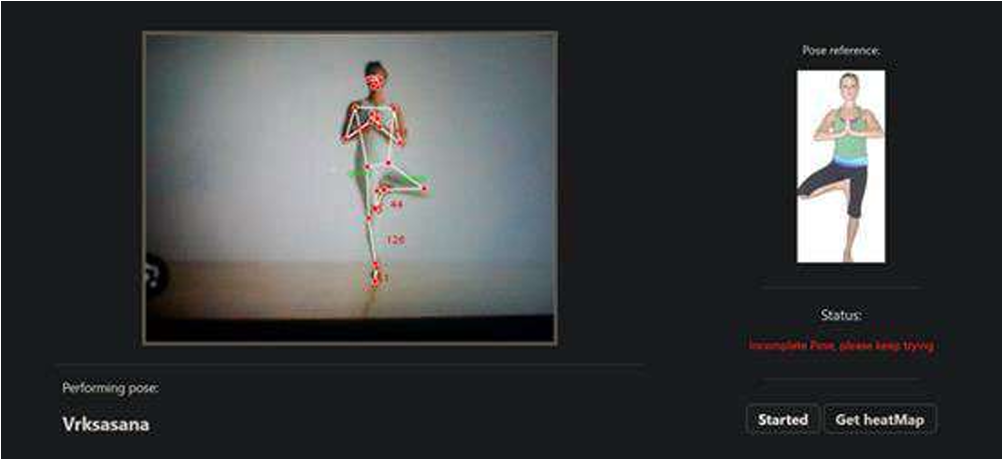 Pose reference:
44
126
Status:
Incomplete Pose, please keep trying
Performing pose:
Vrksasana
Started
Get heatMap